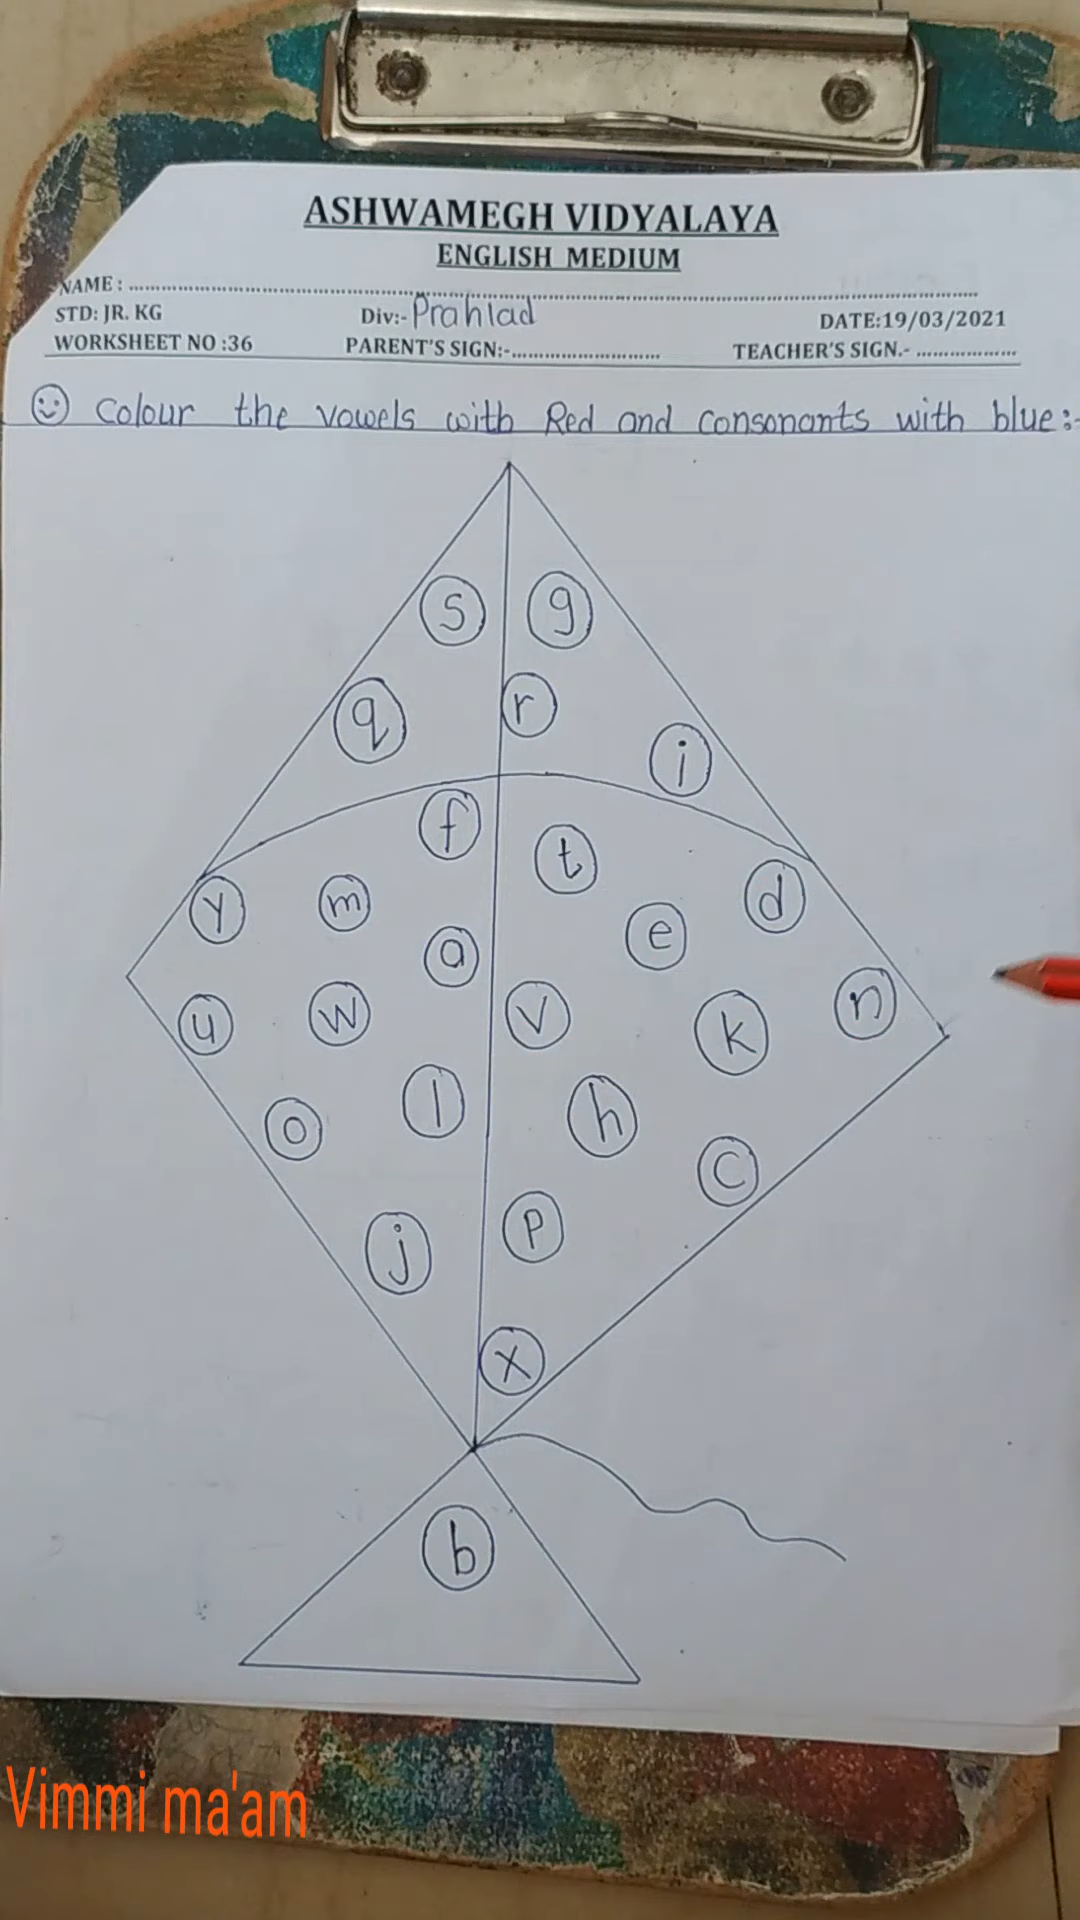 ASHWAMEGH VIDYALAYA
ENGLISH MEDIUM
NAME : ........................................................................
STD: JR. KG Div:- Prahlad DATE:19/03/2021
WORKSHEET NO :36 PARENT'S SIGN:-........................... TEACHER'S SIGN.- ...................
Colour the vowels with Red and consonants with blue:-
s g
q r i
f t
y m a e d
u w v k n
o l h c
j p
x
b
Vimmi ma'am